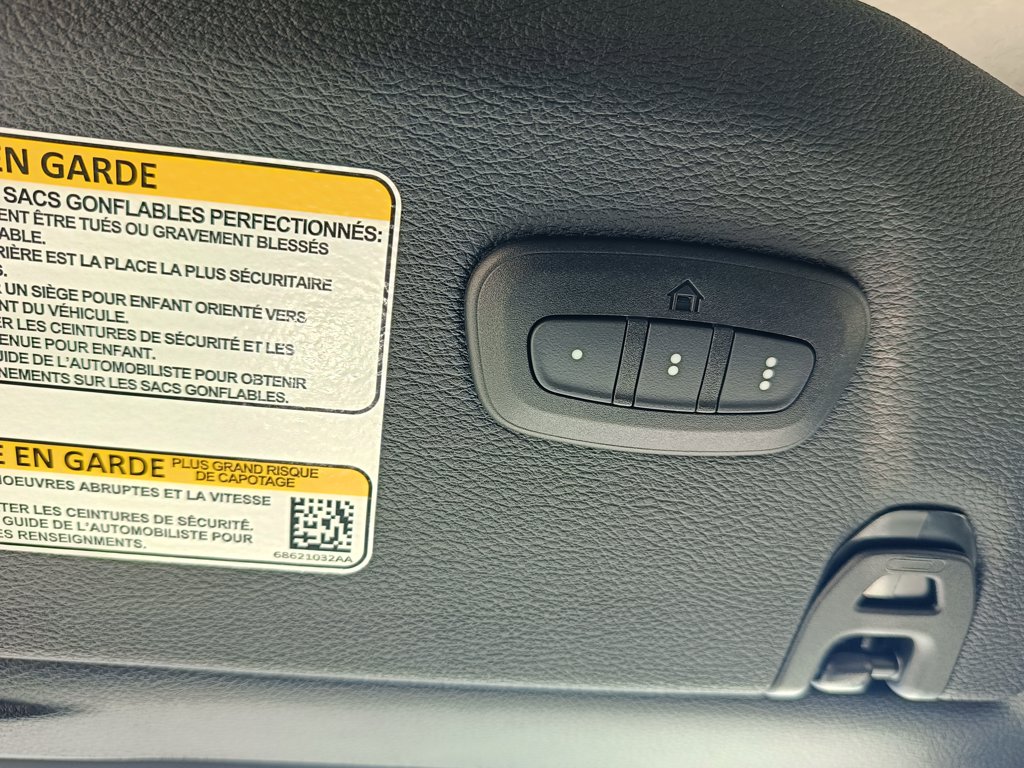 EN GARDE
SACS GONFLABLES PERFECTIONNÉS:
ENT ÊTRE TUÉS OU GRAVEMENT BLESSÉS
ABLE.
RIÈRE EST LA PLACE LA PLUS SÉCURITAIRE
S.
R UN SIÈGE POUR ENFANT ORIENTÉ VERS
NT DU VÉHICULE.
ER LES CEINTURES DE SÉCURITÉ ET LES
ENUE POUR ENFANT.
UIDE DE L'AUTOMOBILISTE POUR OBTENIR
NEMENTS SUR LES SACS GONFLABLES.
E EN GARDE PLUS GRAND RISQUE
DE CAPOTAGE
NOEUVRES ABRUPTES ET LA VITESSE
TER LES CEINTURES DE SÉCURITÉ.
GUIDE DE L'AUTOMOBILISTE POUR
ES RENSEIGNEMENTS.
68621032AA